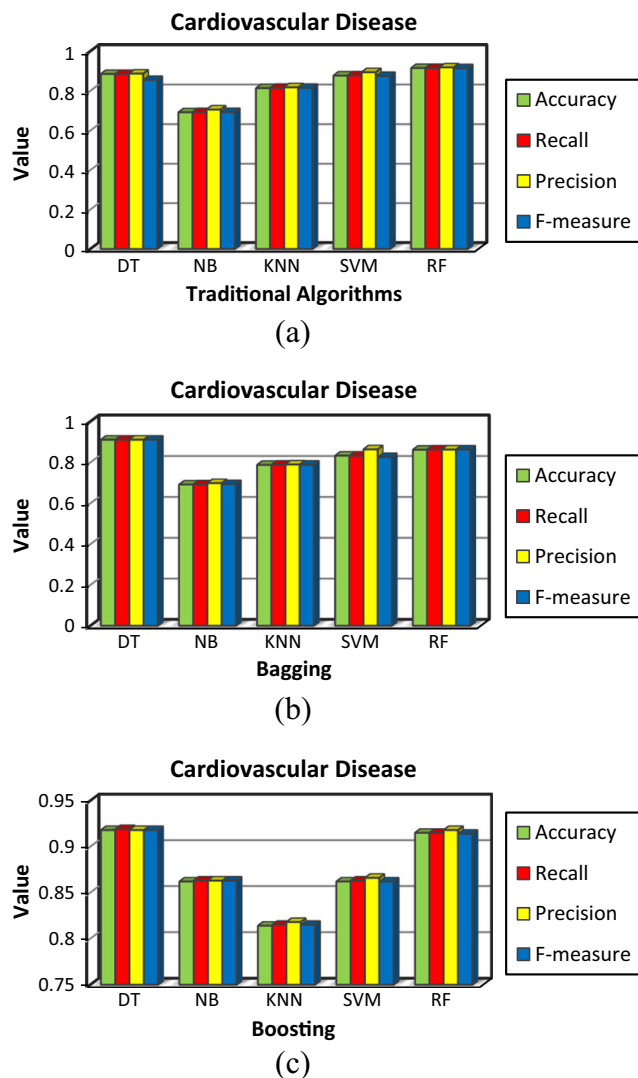 Cardiovascular Disease
1
0.8
0.6
0.4
0.2
0
Value
DT NB KNN SVM RF
Traditional Algorithms
Accuracy
Recall
Precision
F-measure
(a)
Cardiovascular Disease
1
0.8
0.6
0.4
0.2
0
Value
DT NB KNN SVM RF
Bagging
Accuracy
Recall
Precision
F-measure
(b)
Cardiovascular Disease
0.95
0.9
0.85
0.8
0.75
Value
DT NB KNN SVM RF
Boosting
Accuracy
Recall
Precision
F-measure
(c)